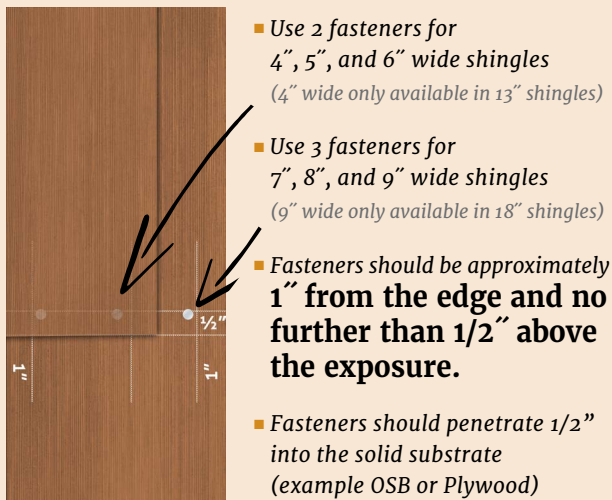 ■ Use 2 fasteners for
4˝, 5˝, and 6˝ wide shingles
(4˝ wide only available in 13˝ shingles)
■ Use 3 fasteners for
7˝, 8˝, and 9˝ wide shingles
(9˝ wide only available in 18˝ shingles)
■ Fasteners should be approximately
1˝ from the edge and no
further than 1/2˝ above
the exposure.
■ Fasteners should penetrate 1/2”
into the solid substrate
(example OSB or Plywood)
½"
1"
1"